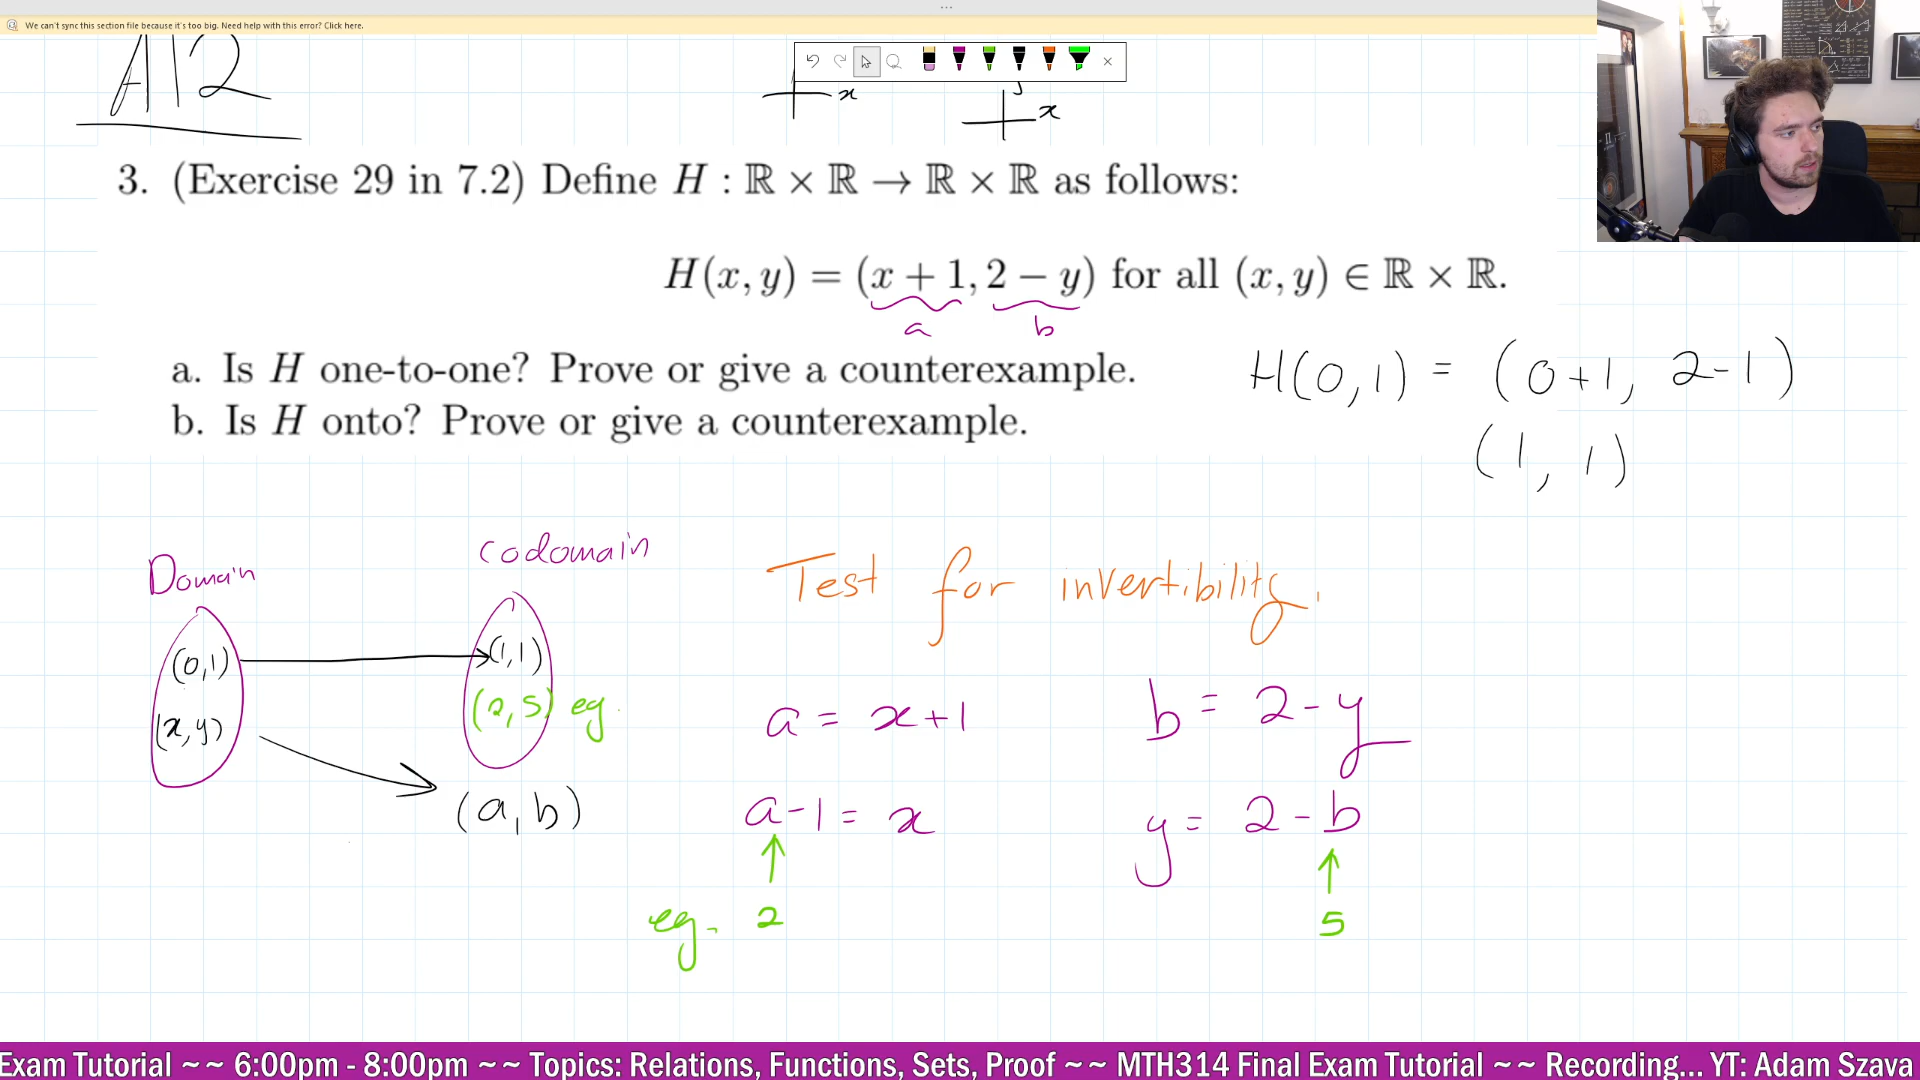 We can't sync this section file because it's too big. Need help with this error? Click here.
A12
x
x
3. (Exercise 29 in 7.2) Define H : ℝ × ℝ → ℝ × ℝ as follows:
H(x, y) = (x + 1, 2 − y) for all (x, y) ∈ ℝ × ℝ.
a b
a. Is H one-to-one? Prove or give a counterexample.
b. Is H onto? Prove or give a counterexample.
H(0,1) = (0+1, 2-1)
(1, 1)
Domain
codomain
(0,1)
(1,1)
(x,y)
(2,5) eg.
(a,b)
Test for invertibility.
a = x+1
b = 2-y
a-1 = x
y = 2-b
eg. 2
5
Exam Tutorial ~~ 6:00pm - 8:00pm ~~ Topics: Relations, Functions, Sets, Proof ~~ MTH314 Final Exam Tutorial ~~ Recording... YT: Adam Szava